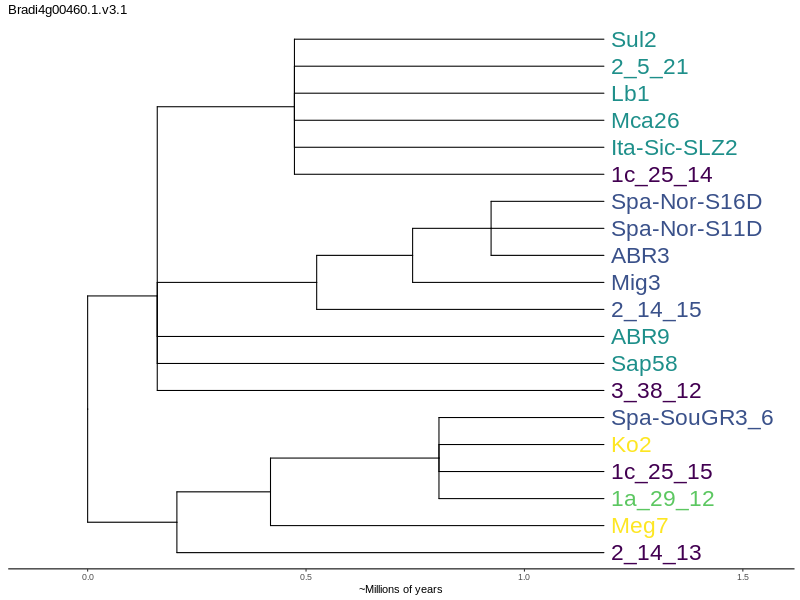 Bradi4g00460.1.v3.1
Sul2
2_5_21
Lb1
Mca26
Ita-Sic-SLZ2
1c_25_14
Spa-Nor-S16D
Spa-Nor-S11D
ABR3
Mig3
2_14_15
ABR9
Sap58
3_38_12
Spa-SouGR3_6
Ko2
1c_25_15
1a_29_12
Meg7
2_14_13
0.0 0.5 1.0 1.5
~Millions of years